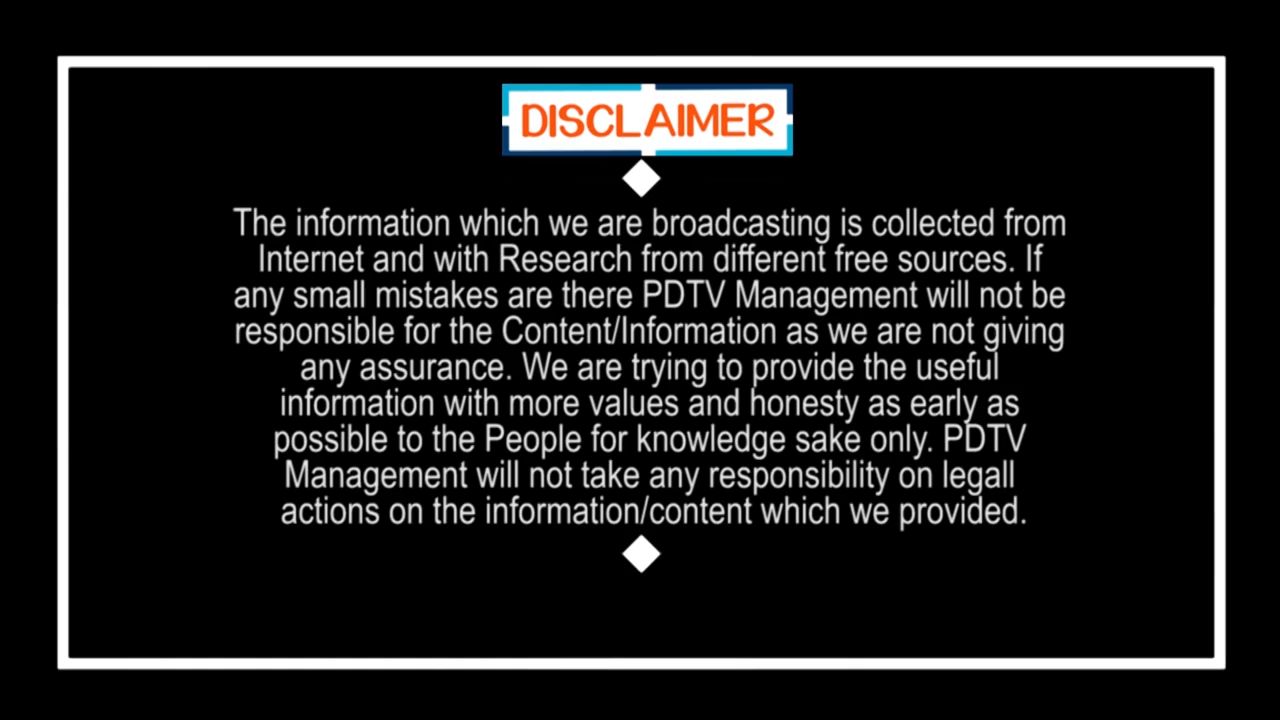 DISCLAIMER
The information which we are broadcasting is collected from
Internet and with Research from different free sources. If
any small mistakes are there PDTV Management will not be
responsible for the Content/Information as we are not giving
any assurance. We are trying to provide the useful
information with more values and honesty as early as
possible to the People for knowledge sake only. PDTV
Management will not take any responsibility on legall
actions on the information/content which we provided.